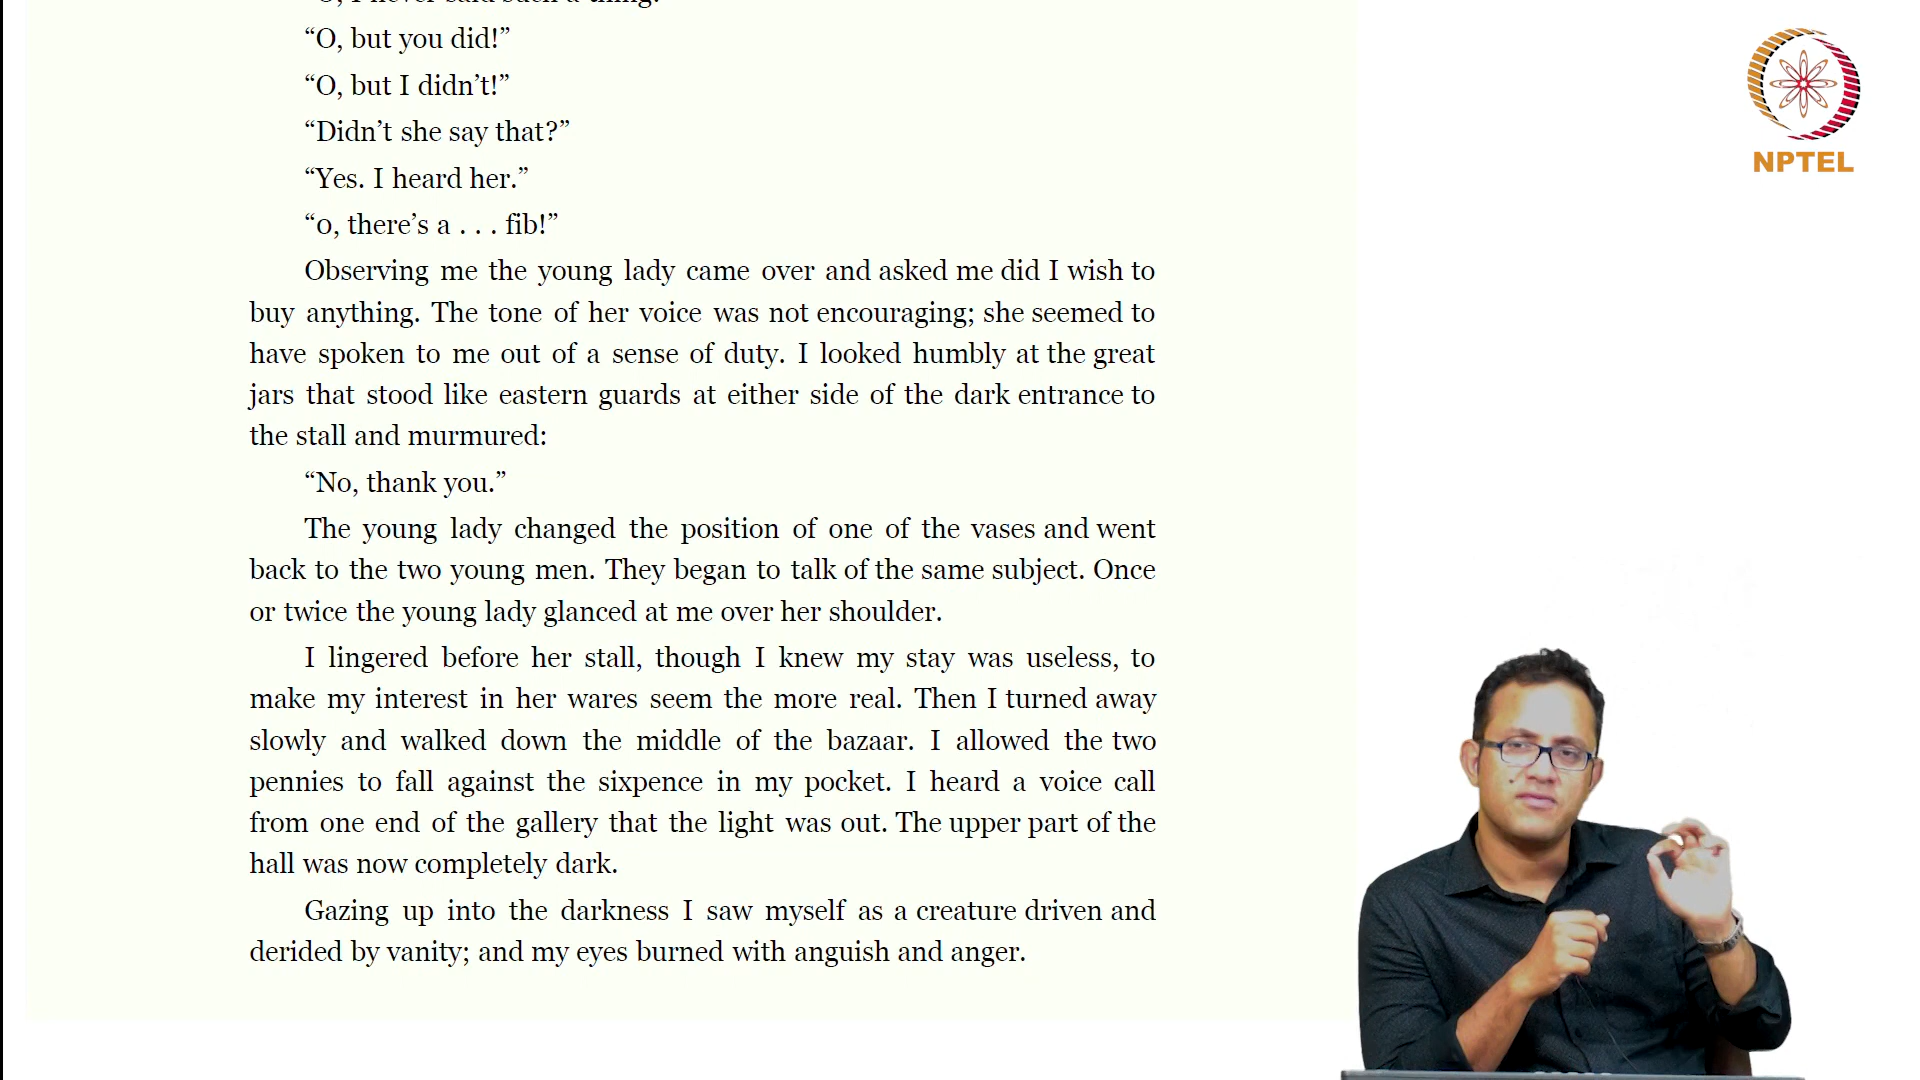 “O, I never said such a thing!
“O, but you did!”
“O, but I didn’t!”
“Didn’t she say that?”
“Yes. I heard her.”
“o, there’s a . . . fib!”
Observing me the young lady came over and asked me did I wish to
buy anything. The tone of her voice was not encouraging; she seemed to
have spoken to me out of a sense of duty. I looked humbly at the great
jars that stood like eastern guards at either side of the dark entrance to
the stall and murmured:
“No, thank you.”
The young lady changed the position of one of the vases and went
back to the two young men. They began to talk of the same subject. Once
or twice the young lady glanced at me over her shoulder.
I lingered before her stall, though I knew my stay was useless, to
make my interest in her wares seem the more real. Then I turned away
slowly and walked down the middle of the bazaar. I allowed the two
pennies to fall against the sixpence in my pocket. I heard a voice call
from one end of the gallery that the light was out. The upper part of the
hall was now completely dark.
Gazing up into the darkness I saw myself as a creature driven and
derided by vanity; and my eyes burned with anguish and anger.
NPTEL